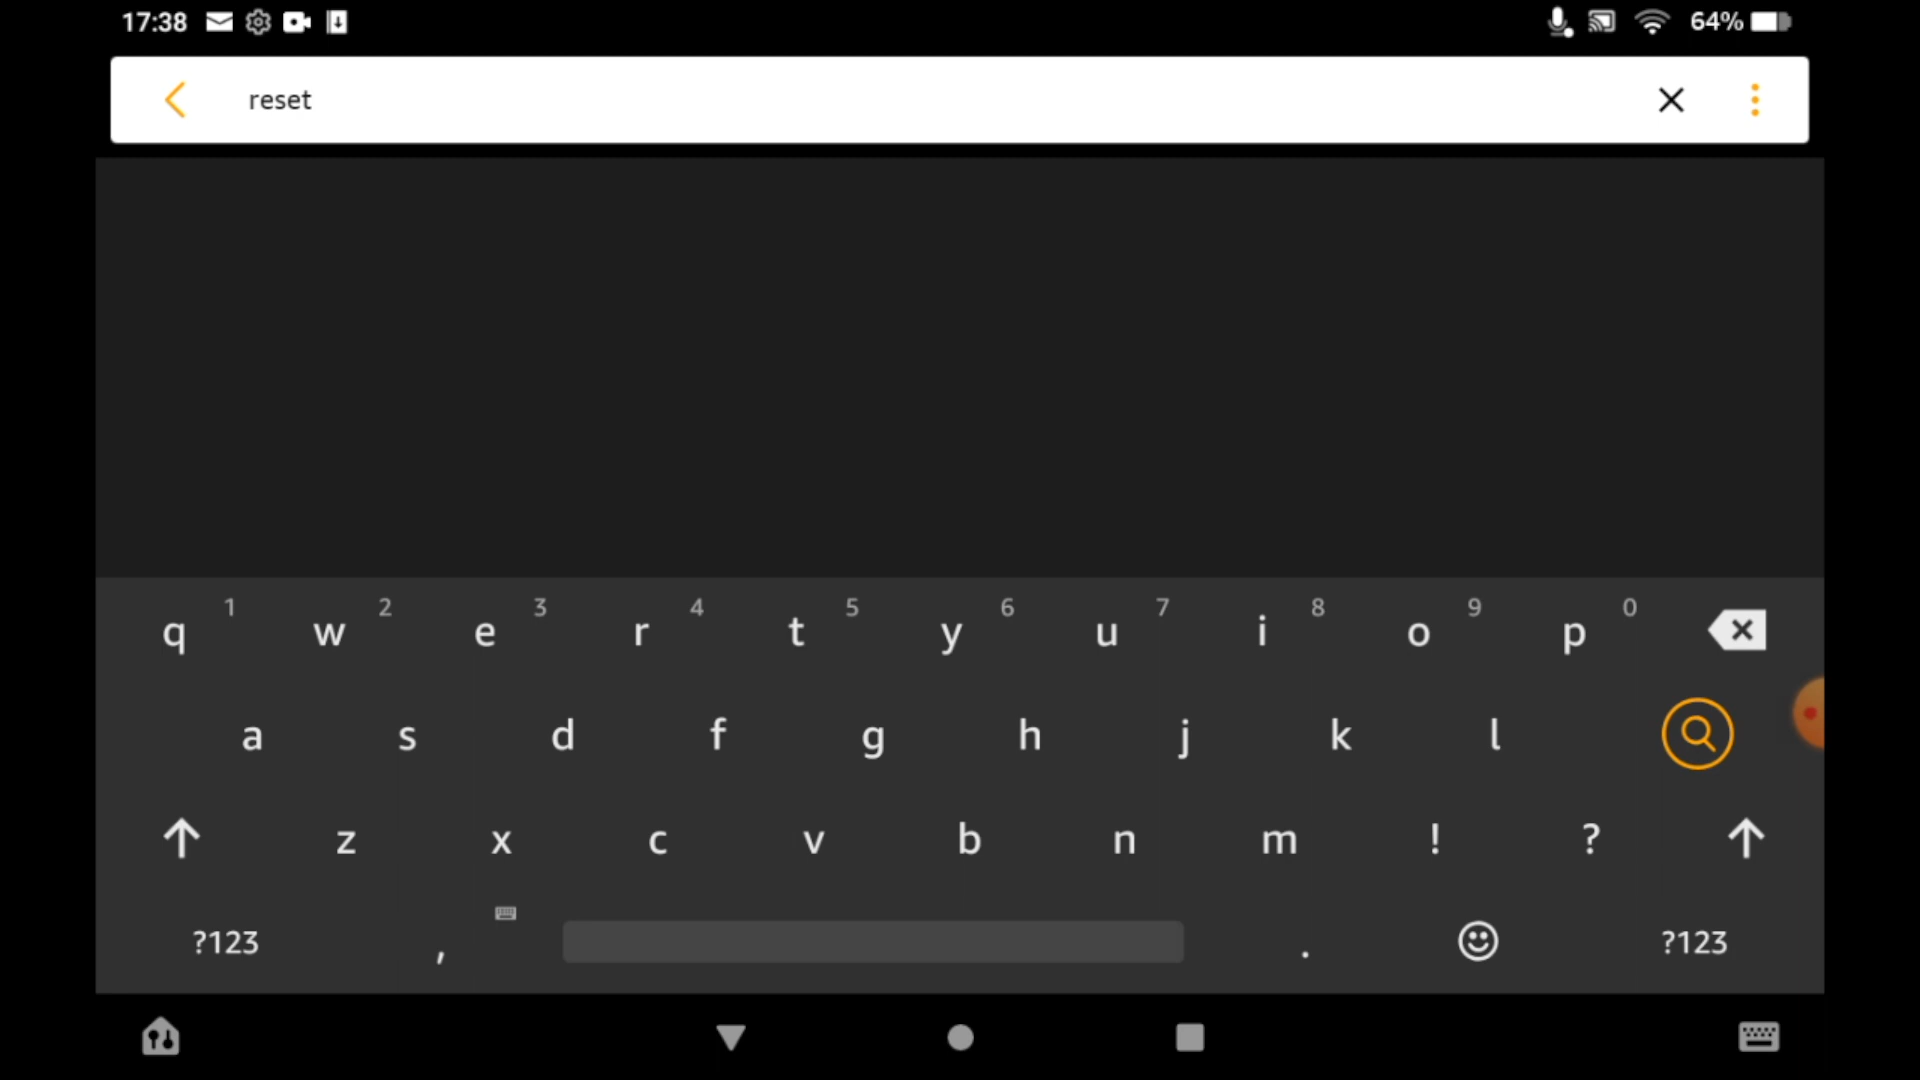 17:38
64%
reset
q 1 w 2 e 3 r 4 t 5 y 6 u 7 i 8 o 9 p 0
a s d f g h j k l
z x c v b n m ! ?
?123 , . ?123